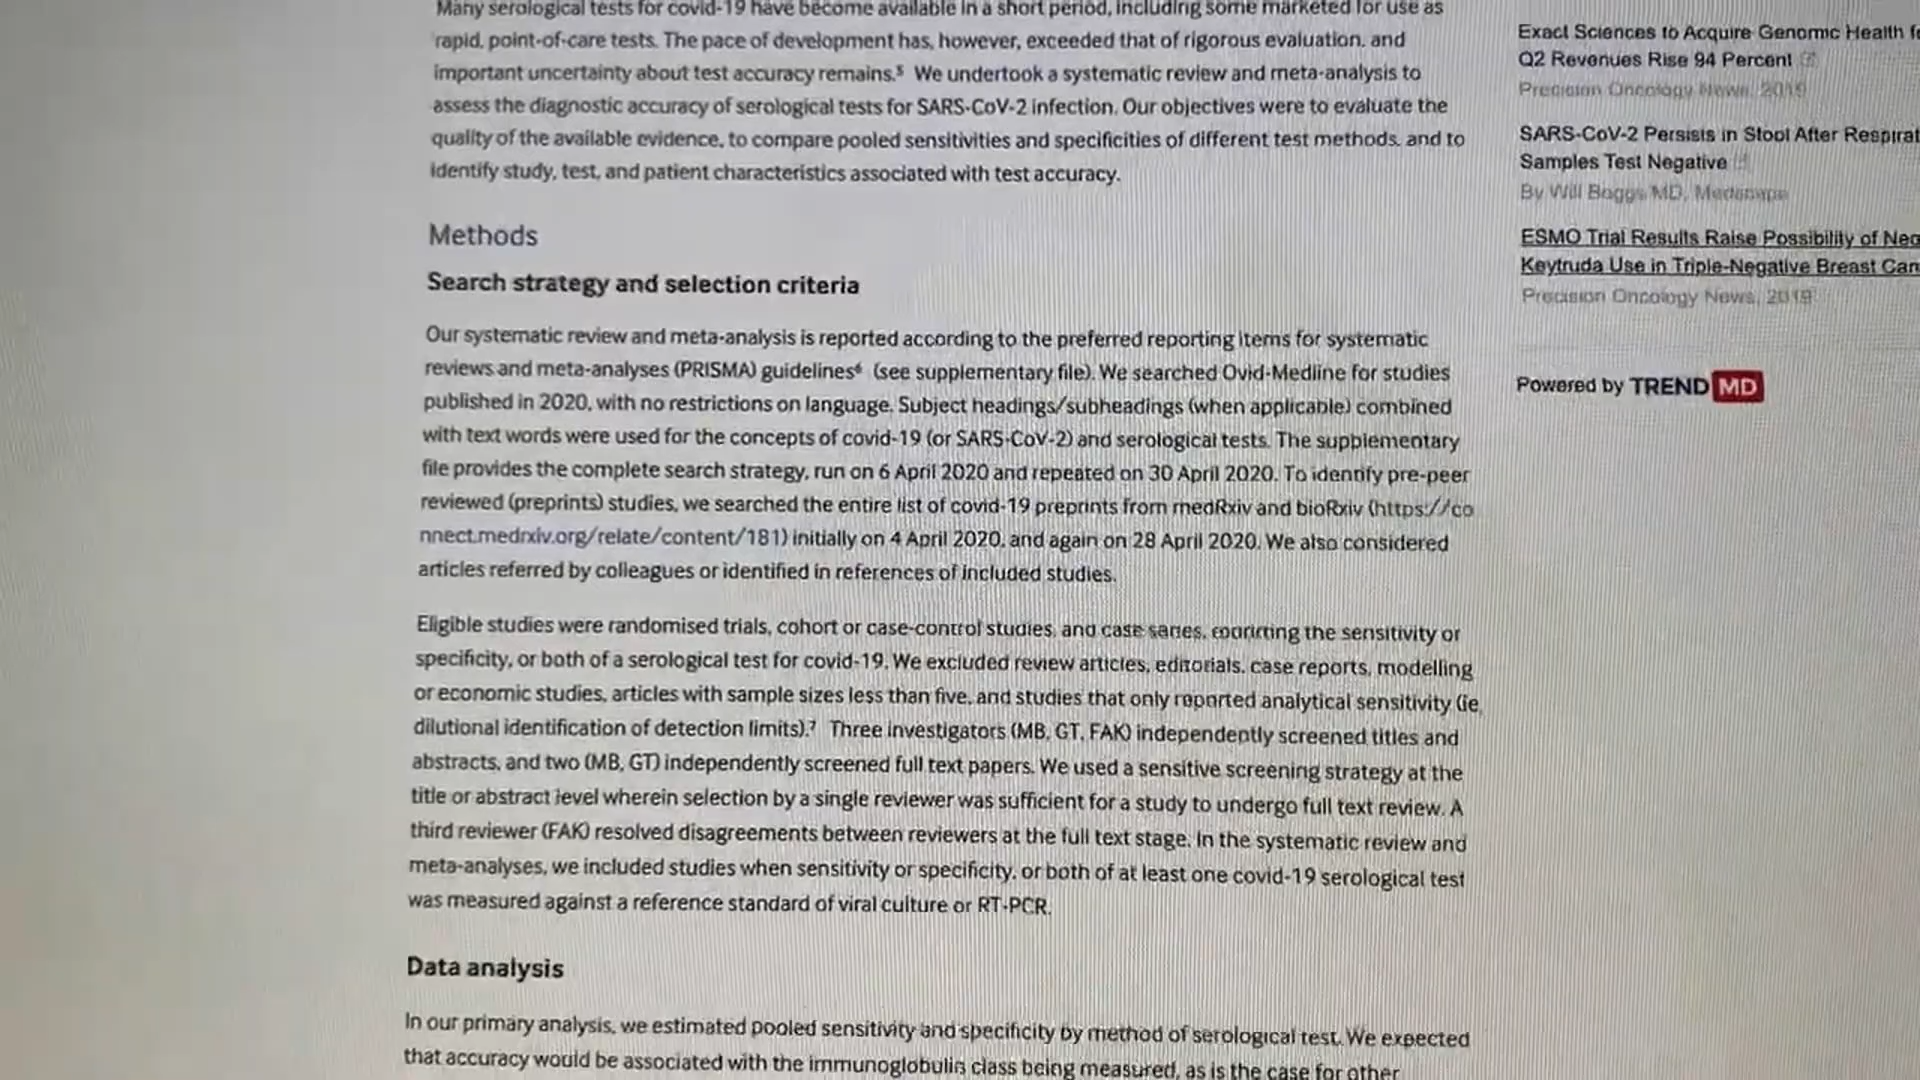 Many serological tests for covid-19 have become available in a short period, including some marketed for use as
rapid, point-of-care tests. The pace of development has, however, exceeded that of rigorous evaluation, and
important uncertainty about test accuracy remains.5 We undertook a systematic review and meta-analysis to
assess the diagnostic accuracy of serological tests for SARS-CoV-2 infection. Our objectives were to evaluate the
quality of the available evidence, to compare pooled sensitivities and specificities of different test methods, and to
identify study, test, and patient characteristics associated with test accuracy.
Methods
Search strategy and selection criteria
Our systematic review and meta-analysis is reported according to the preferred reporting items for systematic
reviews and meta-analyses (PRISMA) guidelines6 (see supplementary file). We searched Ovid-Medline for studies
published in 2020, with no restrictions on language. Subject headings/subheadings (when applicable) combined
with text words were used for the concepts of covid-19 (or SARS-CoV-2) and serological tests. The supplementary
file provides the complete search strategy, run on 6 April 2020 and repeated on 30 April 2020. To identify pre-peer
reviewed (preprints) studies, we searched the entire list of covid-19 preprints from medRxiv and bioRxiv (https://co
nnect.medrxiv.org/relate/content/181) initially on 4 April 2020, and again on 28 April 2020. We also considered
articles referred by colleagues or identified in references of included studies.
Eligible studies were randomised trials, cohort or case-control studies, and case series, reporting the sensitivity or
specificity, or both of a serological test for covid-19. We excluded review articles, editorials, case reports, modelling
or economic studies, articles with sample sizes less than five, and studies that only reported analytical sensitivity (ie,
dilutional identification of detection limits).7 Three investigators (MB, GT, FAK) independently screened titles and
abstracts, and two (MB, GT) independently screened full text papers. We used a sensitive screening strategy at the
title or abstract level wherein selection by a single reviewer was sufficient for a study to undergo full text review. A
third reviewer (FAK) resolved disagreements between reviewers at the full text stage. In the systematic review and
meta-analyses, we included studies when sensitivity or specificity, or both of at least one covid-19 serological test
was measured against a reference standard of viral culture or RT-PCR.
Data analysis
In our primary analysis, we estimated pooled sensitivity and specificity by method of serological test. We expected
that accuracy would be associated with the immunoglobulin class being measured, as is the case for other
Exact Sciences to Acquire Genomic Health
Q2 Revenues Rise 94 Percent
Precision Oncology News, 2019
SARS-CoV-2 Persists in Stool After Respirat
Samples Test Negative
By Will Boggs MD, Medscape
ESMO Trial Results Raise Possibility of Neo
Keytruda Use in Triple-Negative Breast Can
Precision Oncology News, 2019
Powered by TREND MD